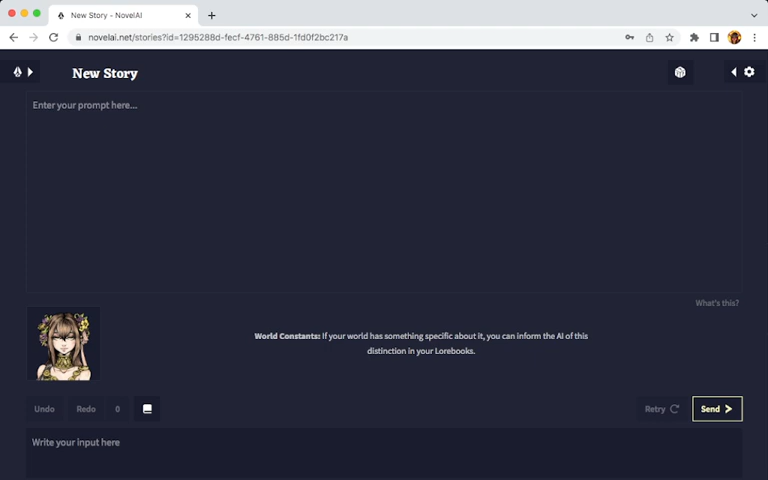 New Story - NovelAI
novelai.net/stories?id=1295288d-fecf-4761-885d-1fd0f2bc217a
New Story
Enter your prompt here...
What's this?
World Constants: If your world has something specific about it, you can inform the AI of this
distinction in your Lorebooks.
Undo Redo 0 Retry Send
Write your input here